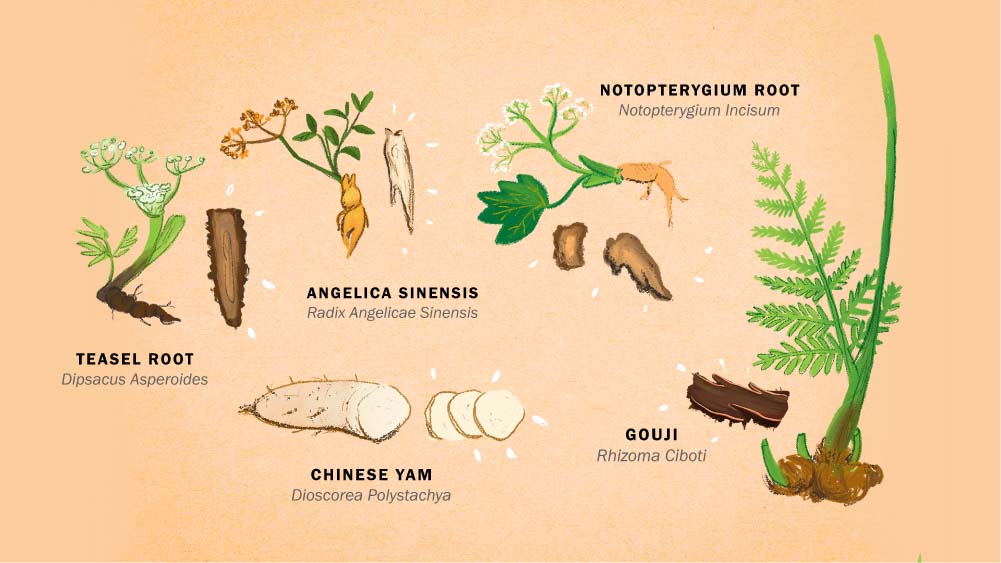 NOTOPTERYGIUM ROOT
Notopterygium Incisum
ANGELICA SINENSIS
Radix Angelicae Sinensis
TEASEL ROOT
Dipsacus Asperoides
GOUJI
Rhizoma Ciboti
CHINESE YAM
Dioscorea Polystachya